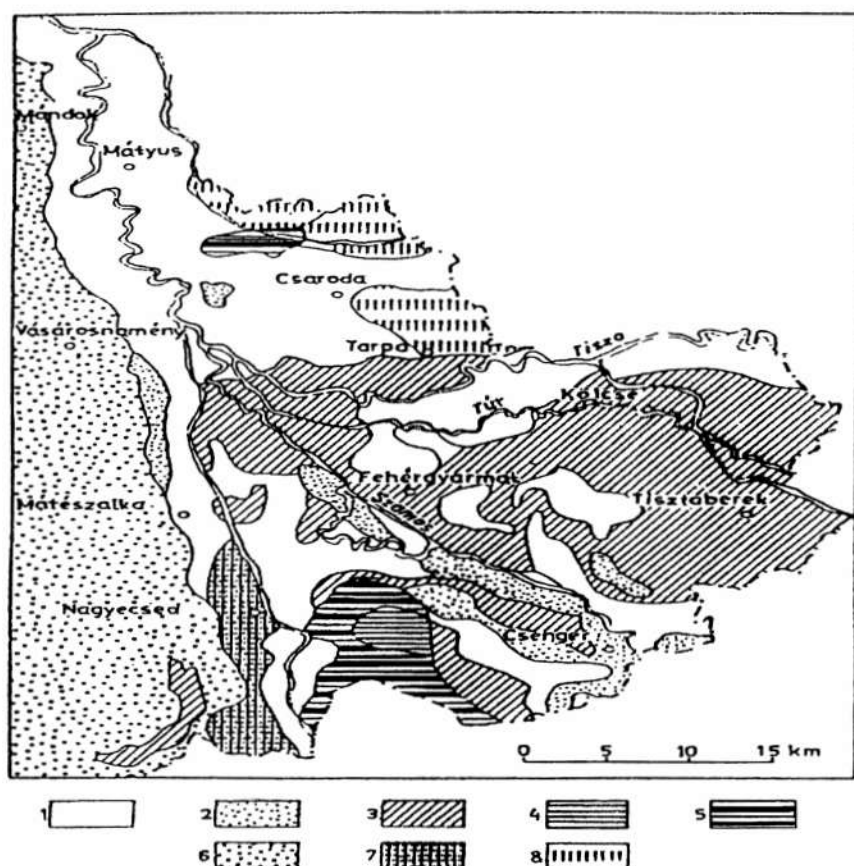 Mándok
Mátyus
Csaroda
Vásárosnamény
Tarpa
Tisza
Túr
Kölcse
Fehérgyarmat
Szamos
Tisztaberek
Mátészalka
Nagyecsed
Csenger
0 5 10 15 km
1 2 3 4 5
6 7 8